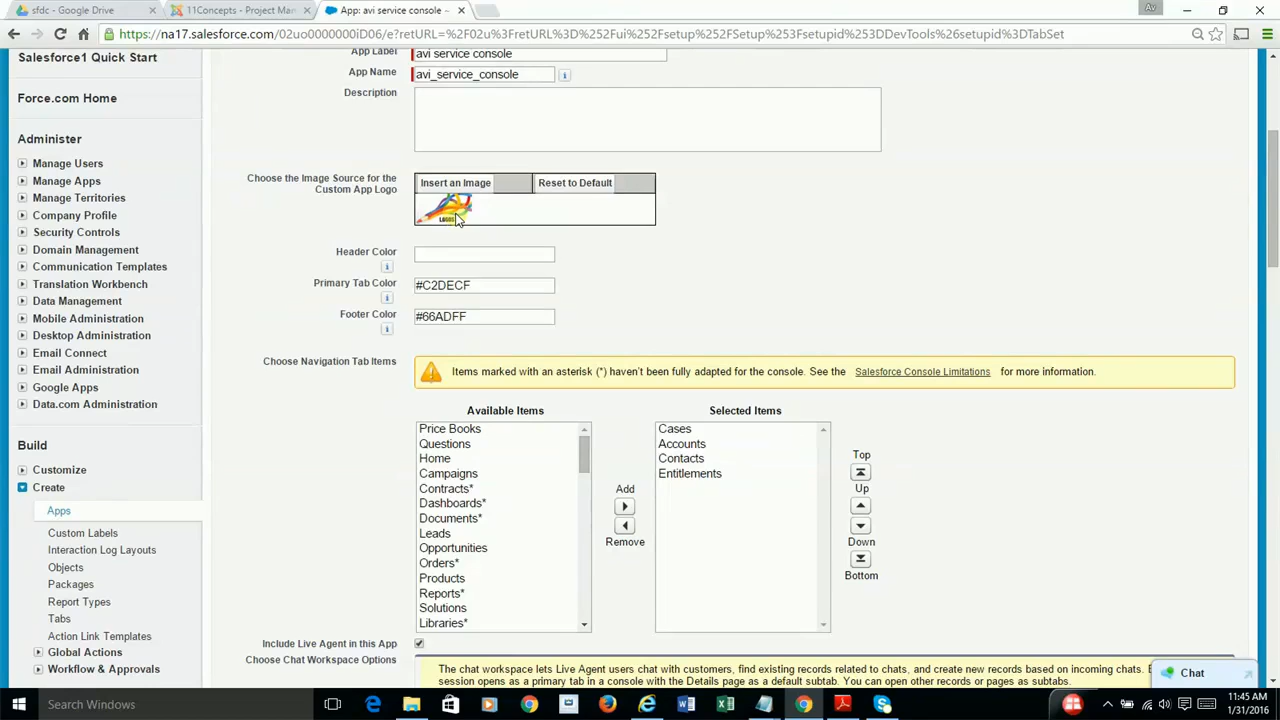 sfdc - Google Drive
11Concepts - Project Man
App: avi service console ~
Av
https://na17.salesforce.com/02uo0000000iD06/e?retURL=%2F02u%3FretURL%3D%252Fui%252Fsetup%252FSetup%253Fsetupid%253DDevTools%26setupid%3DTabSet
Salesforce1 Quick Start
Force.com Home
Administer
Manage Users
Manage Apps
Manage Territories
Company Profile
Security Controls
Domain Management
Communication Templates
Translation Workbench
Data Management
Mobile Administration
Desktop Administration
Email Connect
Email Administration
Google Apps
Data.com Administration
Build
Customize
Create
Apps
Custom Labels
Interaction Log Layouts
Objects
Packages
Report Types
Tabs
Action Link Templates
Global Actions
Workflow & Approvals
App Label
avi service console
App Name
avi_service_console
Description
Choose the Image Source for the
Custom App Logo
Insert an Image
Reset to Default
Header Color
Primary Tab Color
#C2DECF
Footer Color
#66ADFF
Choose Navigation Tab Items
Items marked with an asterisk (*) haven't been fully adapted for the console. See the Salesforce Console Limitations for more information.
Available Items
Price Books
Questions
Home
Campaigns
Contracts*
Dashboards*
Documents*
Leads
Opportunities
Orders*
Products
Reports*
Solutions
Libraries*
Add
Remove
Selected Items
Cases
Accounts
Contacts
Entitlements
Top
Up
Down
Bottom
Include Live Agent in this App
Choose Chat Workspace Options
The chat workspace lets Live Agent users chat with customers, find existing records related to chats, and create new records based on incoming chats.
session opens as a primary tab in a console with the Details page as a default subtab. You can open other records or pages as subtabs.
Chat
Search Windows
11:45 AM
1/31/2016